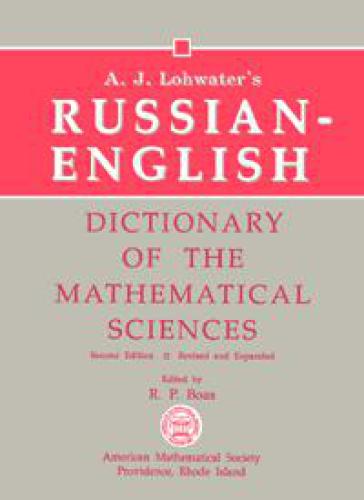 A. J. Lohwater's
RUSSIAN-
ENGLISH
DICTIONARY
OF THE
MATHEMATICAL
SCIENCES
Second Edition Revised and Expanded
Edited by
R. P. Boas
American Mathematical Society
Providence, Rhode Island